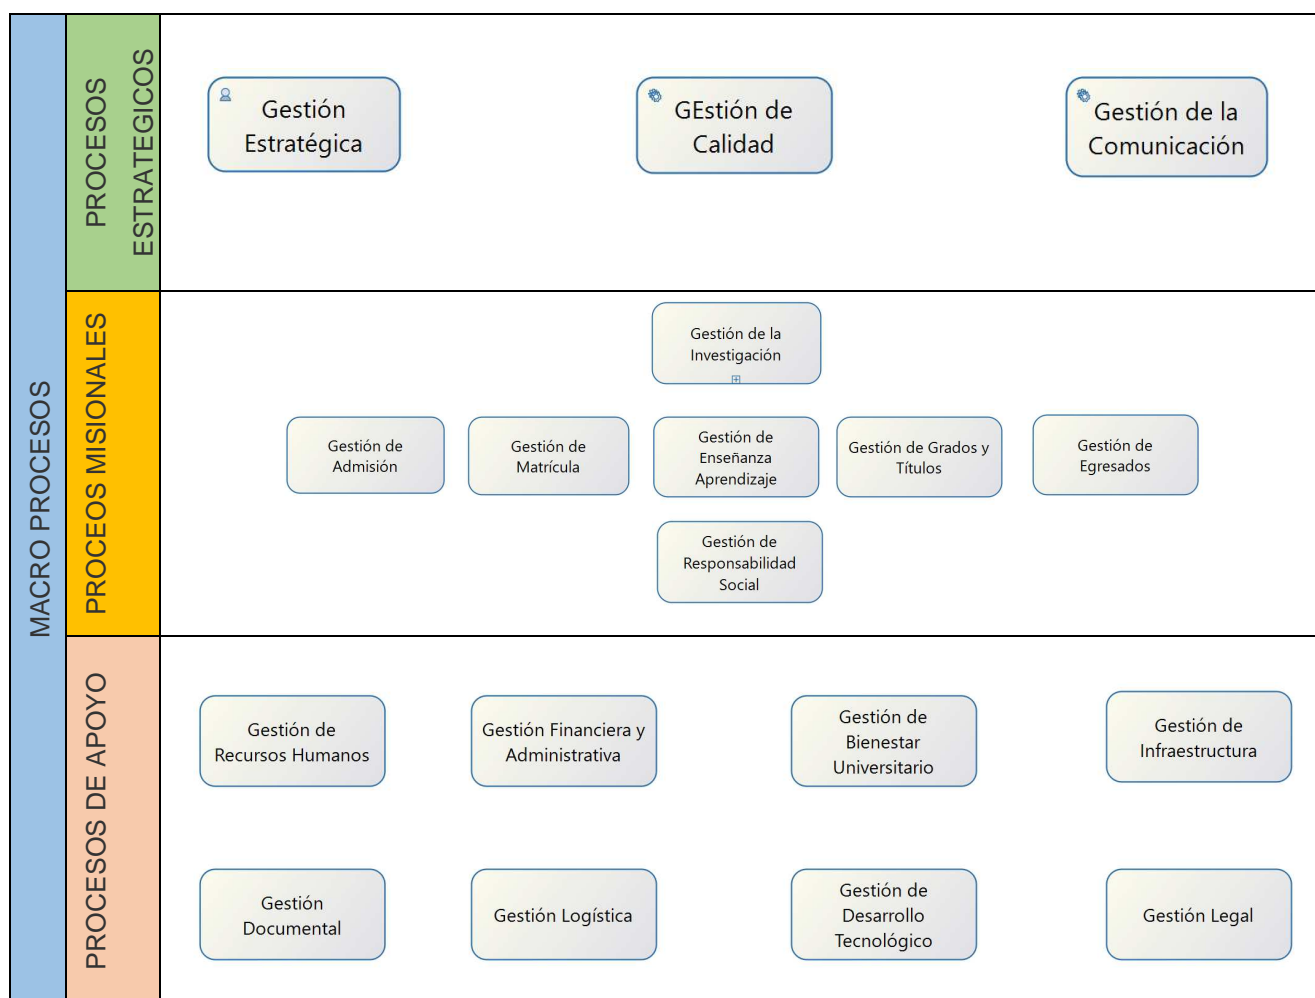 MACRO PROCESOS
PROCESOS
ESTRATEGICOS
Gestión
Estratégica
GEstión de
Calidad
Gestión de la
Comunicación
PROCEOS MISIONALES
Gestión de la
Investigación
Gestión de
Admisión
Gestión de
Matrícula
Gestión de
Enseñanza
Aprendizaje
Gestión de Grados y
Títulos
Gestión de
Egresados
Gestión de
Responsabilidad
Social
PROCESOS DE APOYO
Gestión de
Recursos Humanos
Gestión Financiera y
Administrativa
Gestión de
Bienestar
Universitario
Gestión de
Infraestructura
Gestión
Documental
Gestión Logística
Gestión de
Desarrollo
Tecnológico
Gestión Legal